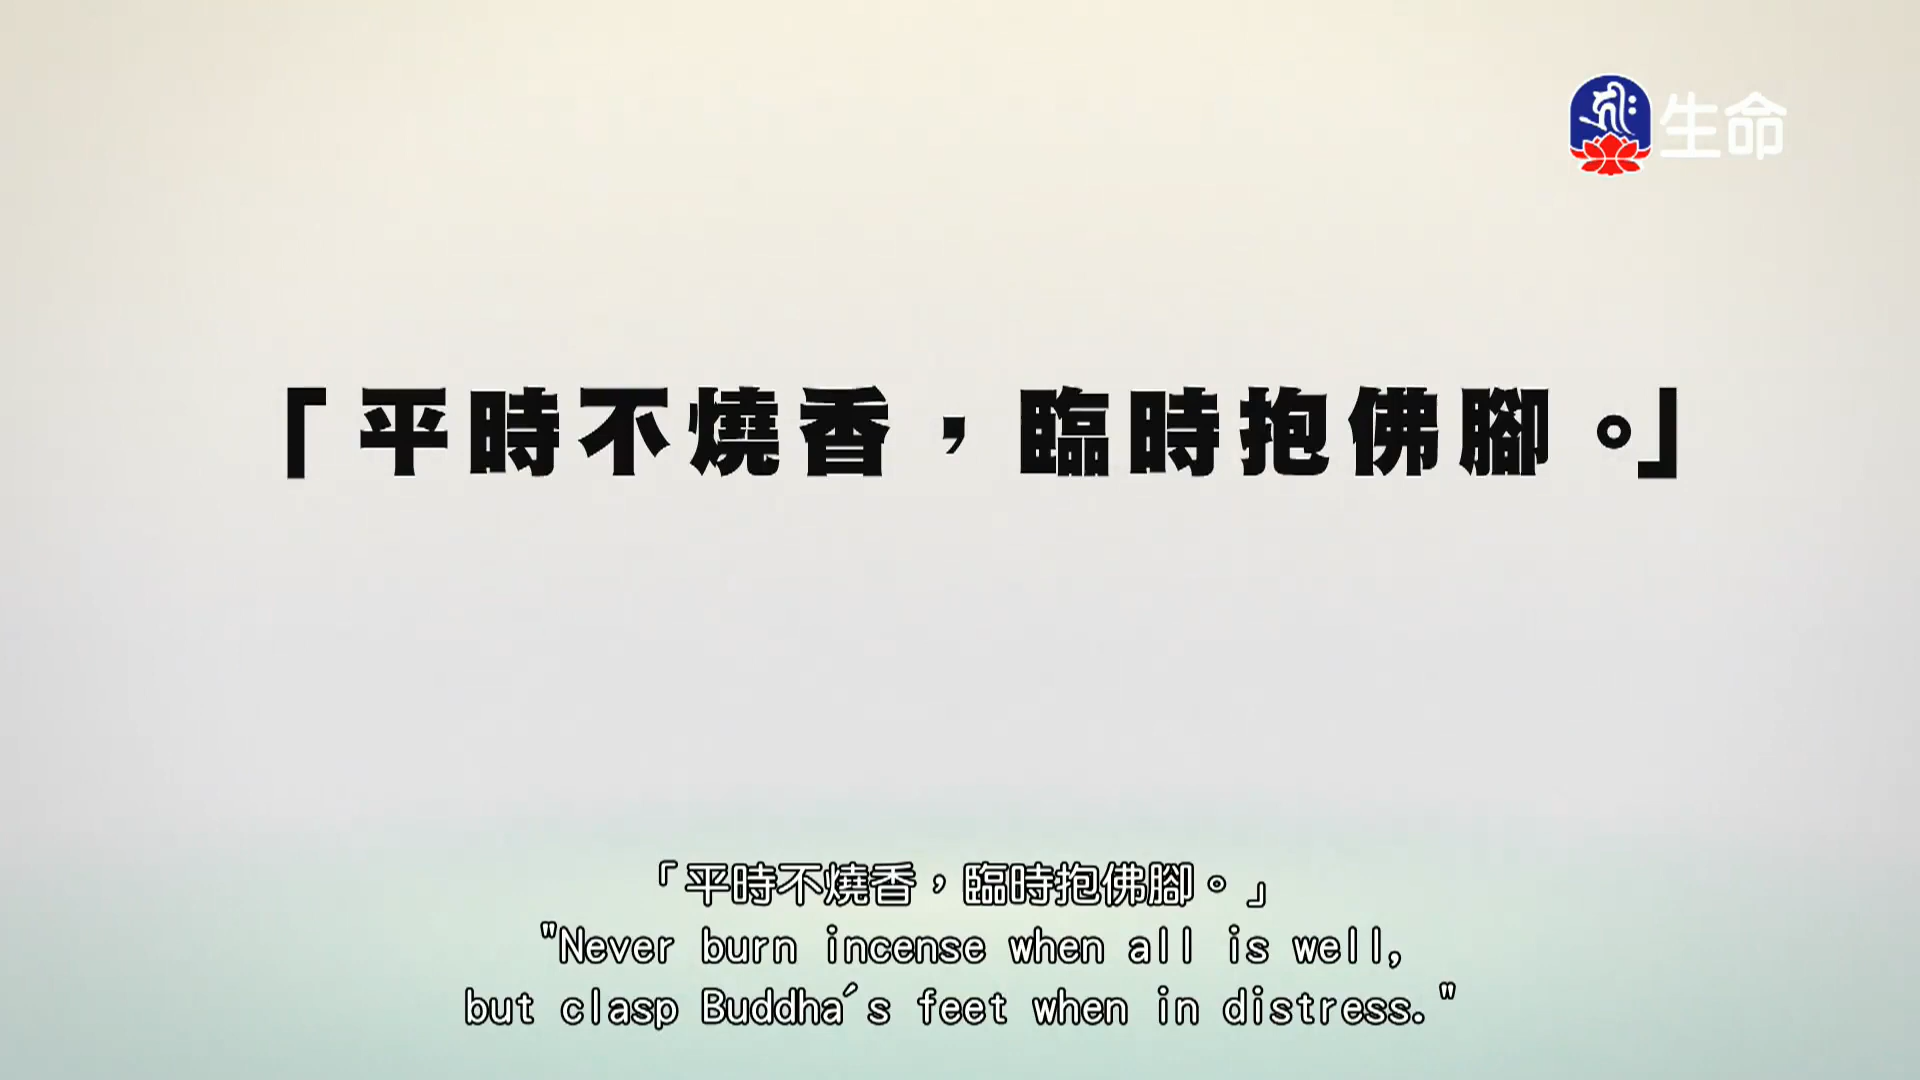 生命
「平時不燒香，臨時抱佛腳。」
「平時不燒香，臨時抱佛腳。」
"Never burn incense when all is well,
but clasp Buddha´s feet when in distress."